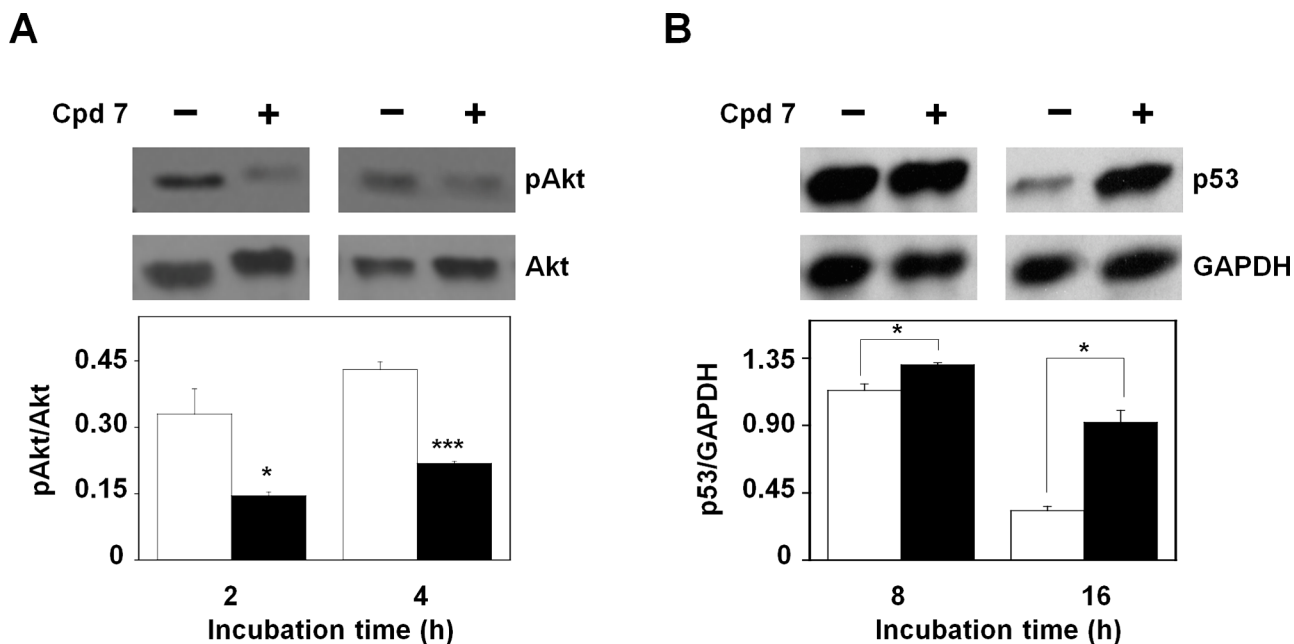 A
Cpd 7 − + − +
pAkt
Akt
pAkt/Akt
0.45
0.30
0.15
0
* ***
2 4
Incubation time (h)
B
Cpd 7 − + − +
p53
GAPDH
p53/GAPDH
1.35
0.90
0.45
0
* *
8 16
Incubation time (h)